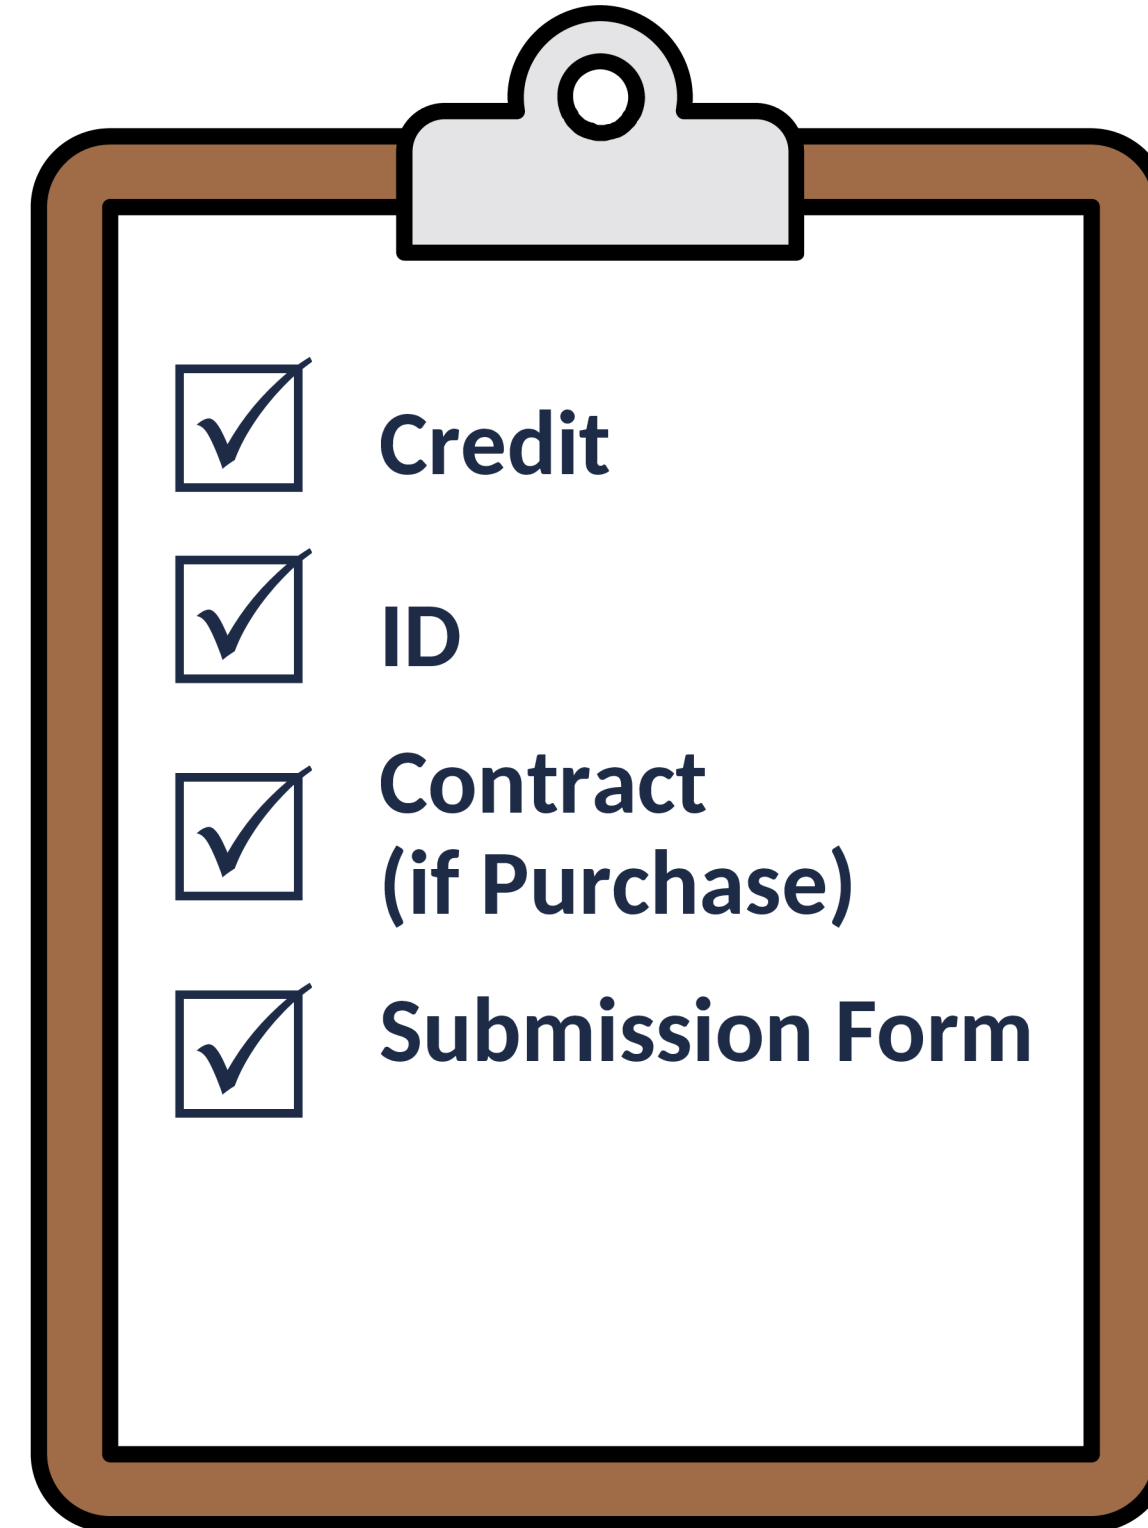 Credit
ID
Contract
(if Purchase)
Submission Form